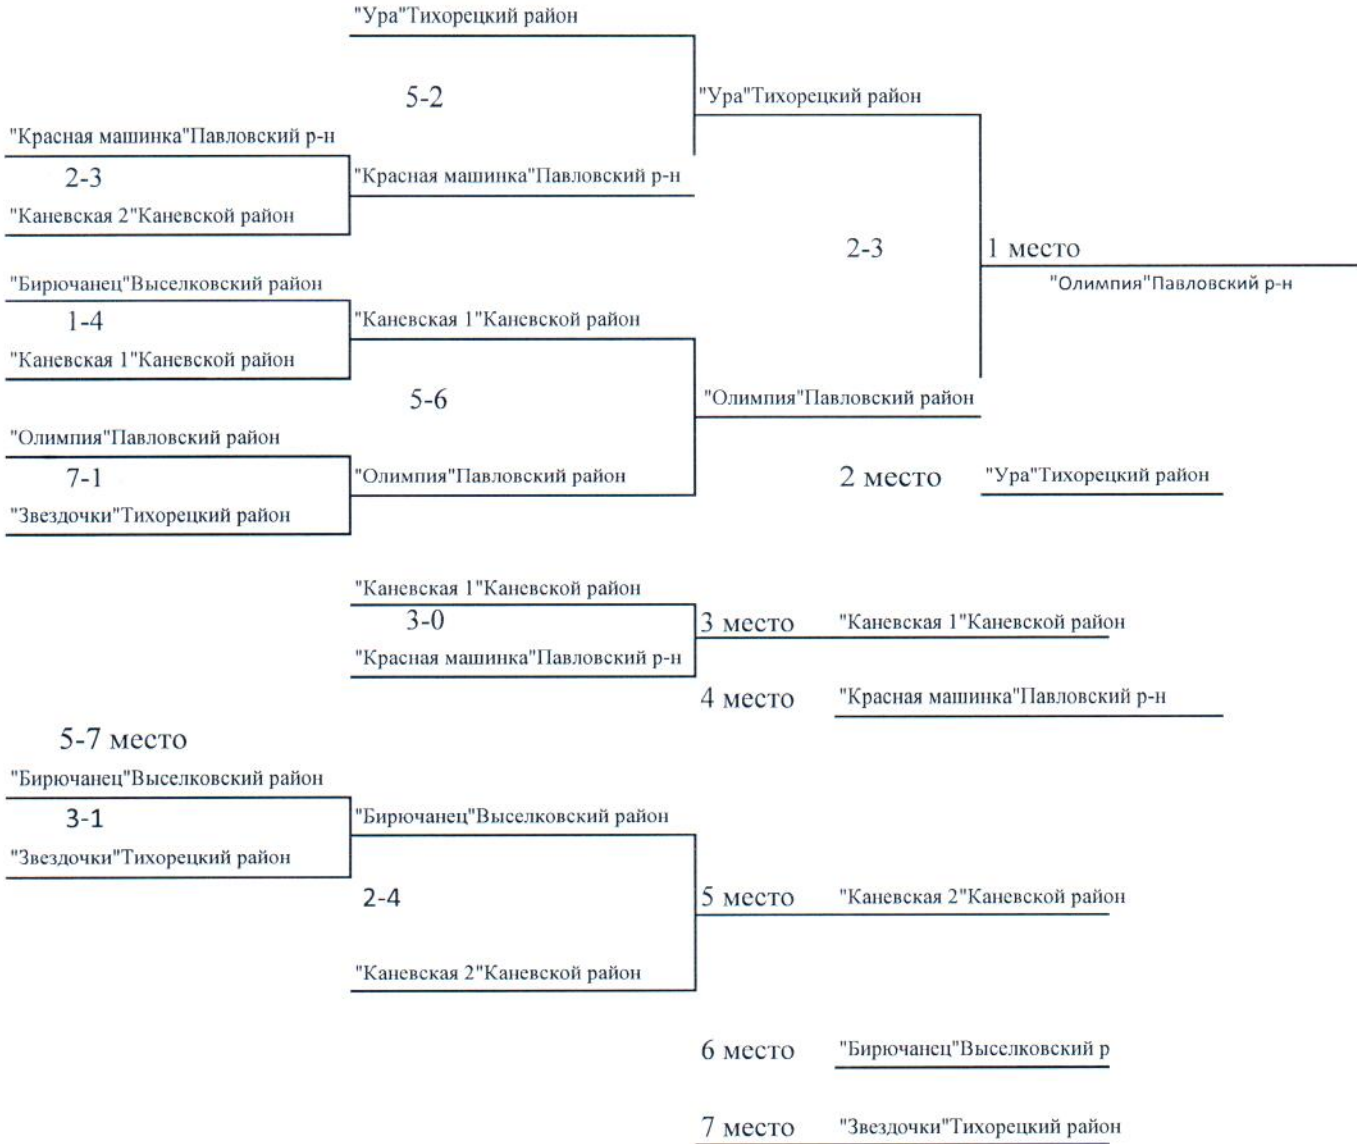 "Ура"Тихорецкий район
5-2
"Ура"Тихорецкий район
"Красная машинка"Павловский р-н
2-3
"Красная машинка"Павловский р-н
"Каневская 2"Каневской район
2-3
1 место
"Олимпия"Павловский р-н
"Бирючанец"Выселковский район
1-4
"Каневская 1"Каневской район
"Каневская 1"Каневской район
5-6
"Олимпия"Павловский район
"Олимпия"Павловский район
7-1
"Олимпия"Павловский район
2 место
"Ура"Тихорецкий район
"Звездочки"Тихорецкий район
"Каневская 1"Каневской район
3-0
3 место
"Каневская 1"Каневской район
"Красная машинка"Павловский р-н
4 место
"Красная машинка"Павловский р-н
5-7 место
"Бирючанец"Выселковский район
3-1
"Бирючанец"Выселковский район
"Звездочки"Тихорецкий район
2-4
5 место
"Каневская 2"Каневской район
"Каневская 2"Каневской район
6 место
"Бирючанец"Выселковский р
7 место
"Звездочки"Тихорецкий район